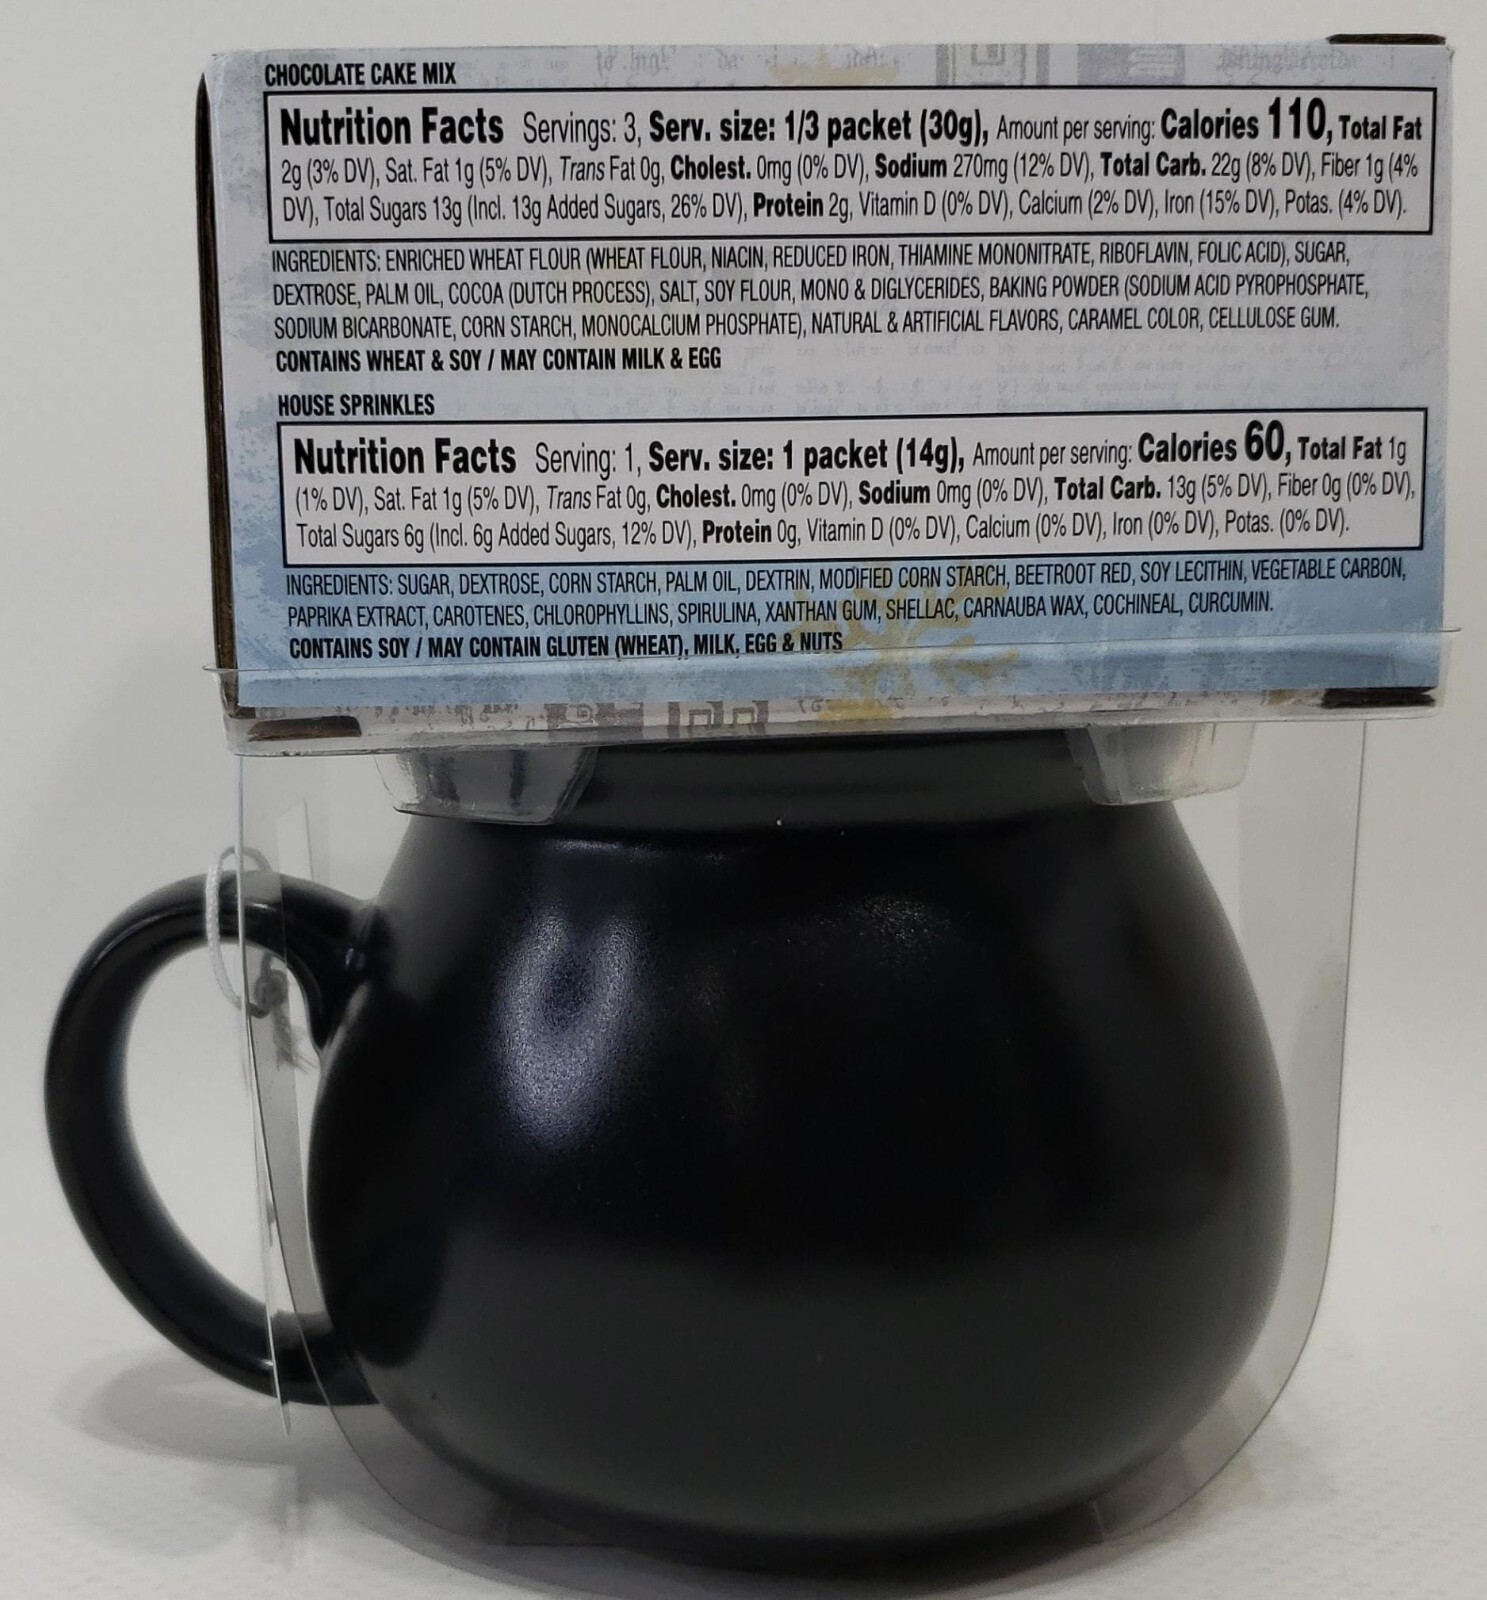 CHOCOLATE CAKE MIX
Nutrition Facts Servings: 3, Serv. size: 1/3 packet (30g), Amount per serving: Calories 110, Total Fat
2g (3% DV), Sat. Fat 1g (5% DV), Trans Fat 0g, Cholest. 0mg (0% DV), Sodium 270mg (12% DV), Total Carb. 22g (8% DV), Fiber 1g (4%
DV), Total Sugars 13g (Incl. 13g Added Sugars, 26% DV), Protein 2g, Vitamin D (0% DV), Calcium (2% DV), Iron (15% DV), Potas. (4% DV).
INGREDIENTS: ENRICHED WHEAT FLOUR (WHEAT FLOUR, NIACIN, REDUCED IRON, THIAMINE MONONITRATE, RIBOFLAVIN, FOLIC ACID), SUGAR,
DEXTROSE, PALM OIL, COCOA (DUTCH PROCESS), SALT, SOY FLOUR, MONO & DIGLYCERIDES, BAKING POWDER (SODIUM ACID PYROPHOSPHATE,
SODIUM BICARBONATE, CORN STARCH, MONOCALCIUM PHOSPHATE), NATURAL & ARTIFICIAL FLAVORS, CARAMEL COLOR, CELLULOSE GUM.
CONTAINS WHEAT & SOY / MAY CONTAIN MILK & EGG
HOUSE SPRINKLES
Nutrition Facts Serving: 1, Serv. size: 1 packet (14g), Amount per serving: Calories 60, Total Fat 1g
(1% DV), Sat. Fat 1g (5% DV), Trans Fat 0g, Cholest. 0mg (0% DV), Sodium 0mg (0% DV), Total Carb. 13g (5% DV), Fiber 0g (0% DV),
Total Sugars 6g (Incl. 6g Added Sugars, 12% DV), Protein 0g, Vitamin D (0% DV), Calcium (0% DV), Iron (0% DV), Potas. (0% DV).
INGREDIENTS: SUGAR, DEXTROSE, CORN STARCH, PALM OIL, DEXTRIN, MODIFIED CORN STARCH, BEETROOT RED, SOY LECITHIN, VEGETABLE CARBON,
PAPRIKA EXTRACT, CAROTENES, CHLOROPHYLLINS, SPIRULINA, XANTHAN GUM, SHELLAC, CARNAUBA WAX, COCHINEAL, CURCUMIN.
CONTAINS SOY / MAY CONTAIN GLUTEN (WHEAT), MILK, EGG & NUTS